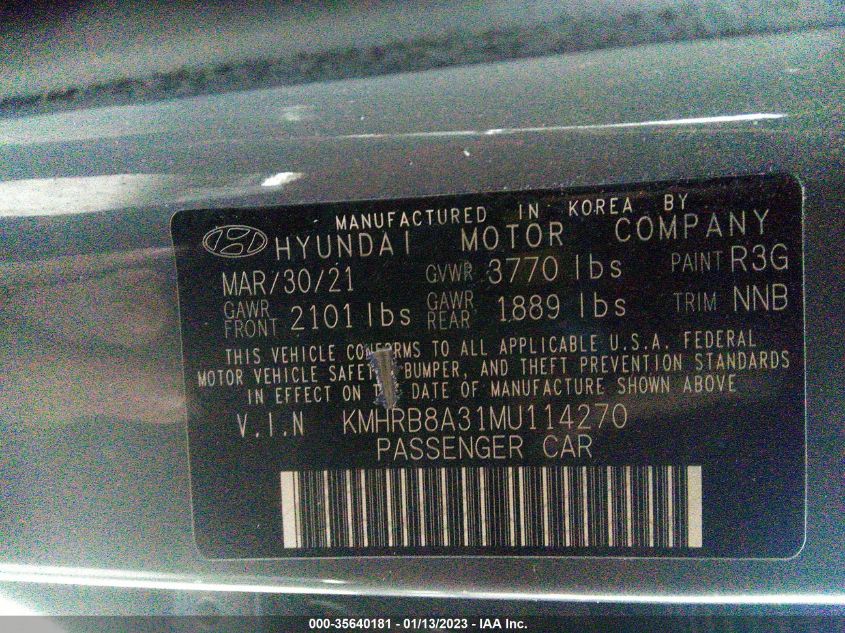 MANUFACTURED IN KOREA BY
HYUNDAI MOTOR COMPANY
MAR/30/21 GVWR 3770 lbs PAINT R3G
GAWR FRONT 2101 lbs GAWR REAR 1889 lbs TRIM NNB
THIS VEHICLE CONFORMS TO ALL APPLICABLE U.S.A. FEDERAL
MOTOR VEHICLE SAFETY BUMPER, AND THEFT PREVENTION STANDARDS
IN EFFECT ON THE DATE OF MANUFACTURE SHOWN ABOVE
V.I.N KMHRB8A31MU114270
PASSENGER CAR
000-35640181 - 01/13/2023 - IAA Inc.